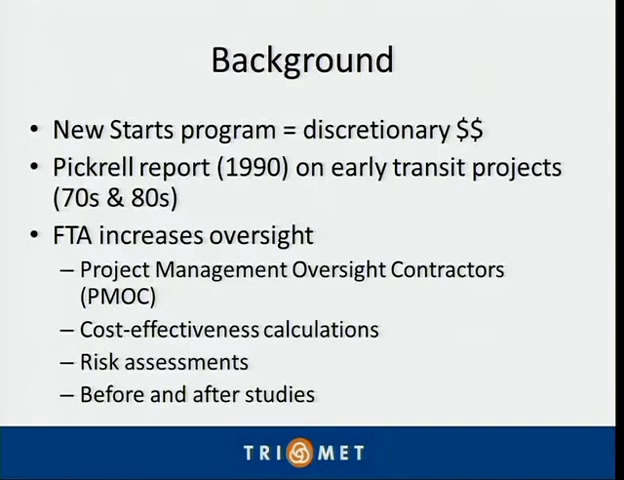 Background
• New Starts program = discretionary $$
• Pickrell report (1990) on early transit projects
(70s & 80s)
• FTA increases oversight
– Project Management Oversight Contractors
(PMOC)
– Cost-effectiveness calculations
– Risk assessments
– Before and after studies
TRI MET